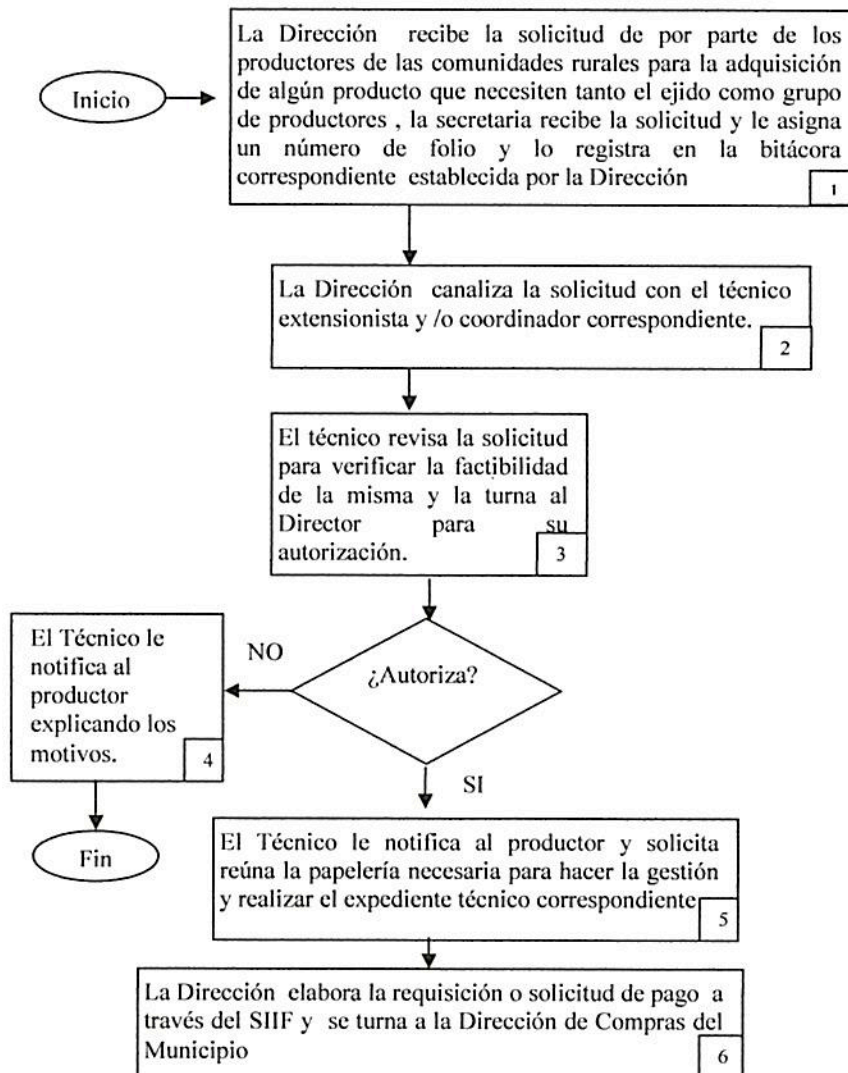 La Dirección recibe la solicitud de por parte de los
productores de las comunidades rurales para la adquisición
de algún producto que necesiten tanto el ejido como grupo
de productores , la secretaria recibe la solicitud y le asigna
un número de folio y lo registra en la bitácora
correspondiente establecida por la Dirección
1
Inicio
La Dirección canaliza la solicitud con el técnico
extensionista y /o coordinador correspondiente.
2
El técnico revisa la solicitud
para verificar la factibilidad
de la misma y la turna al
Director para su
autorización.
3
¿Autoriza?
NO
El Técnico le
notifica al
productor
explicando los
motivos.
4
Fin
SI
El Técnico le notifica al productor y solicita
reúna la papelería necesaria para hacer la gestión
y realizar el expediente técnico correspondiente
5
La Dirección elabora la requisición o solicitud de pago a
través del SIIF y se turna a la Dirección de Compras del
Municipio
6